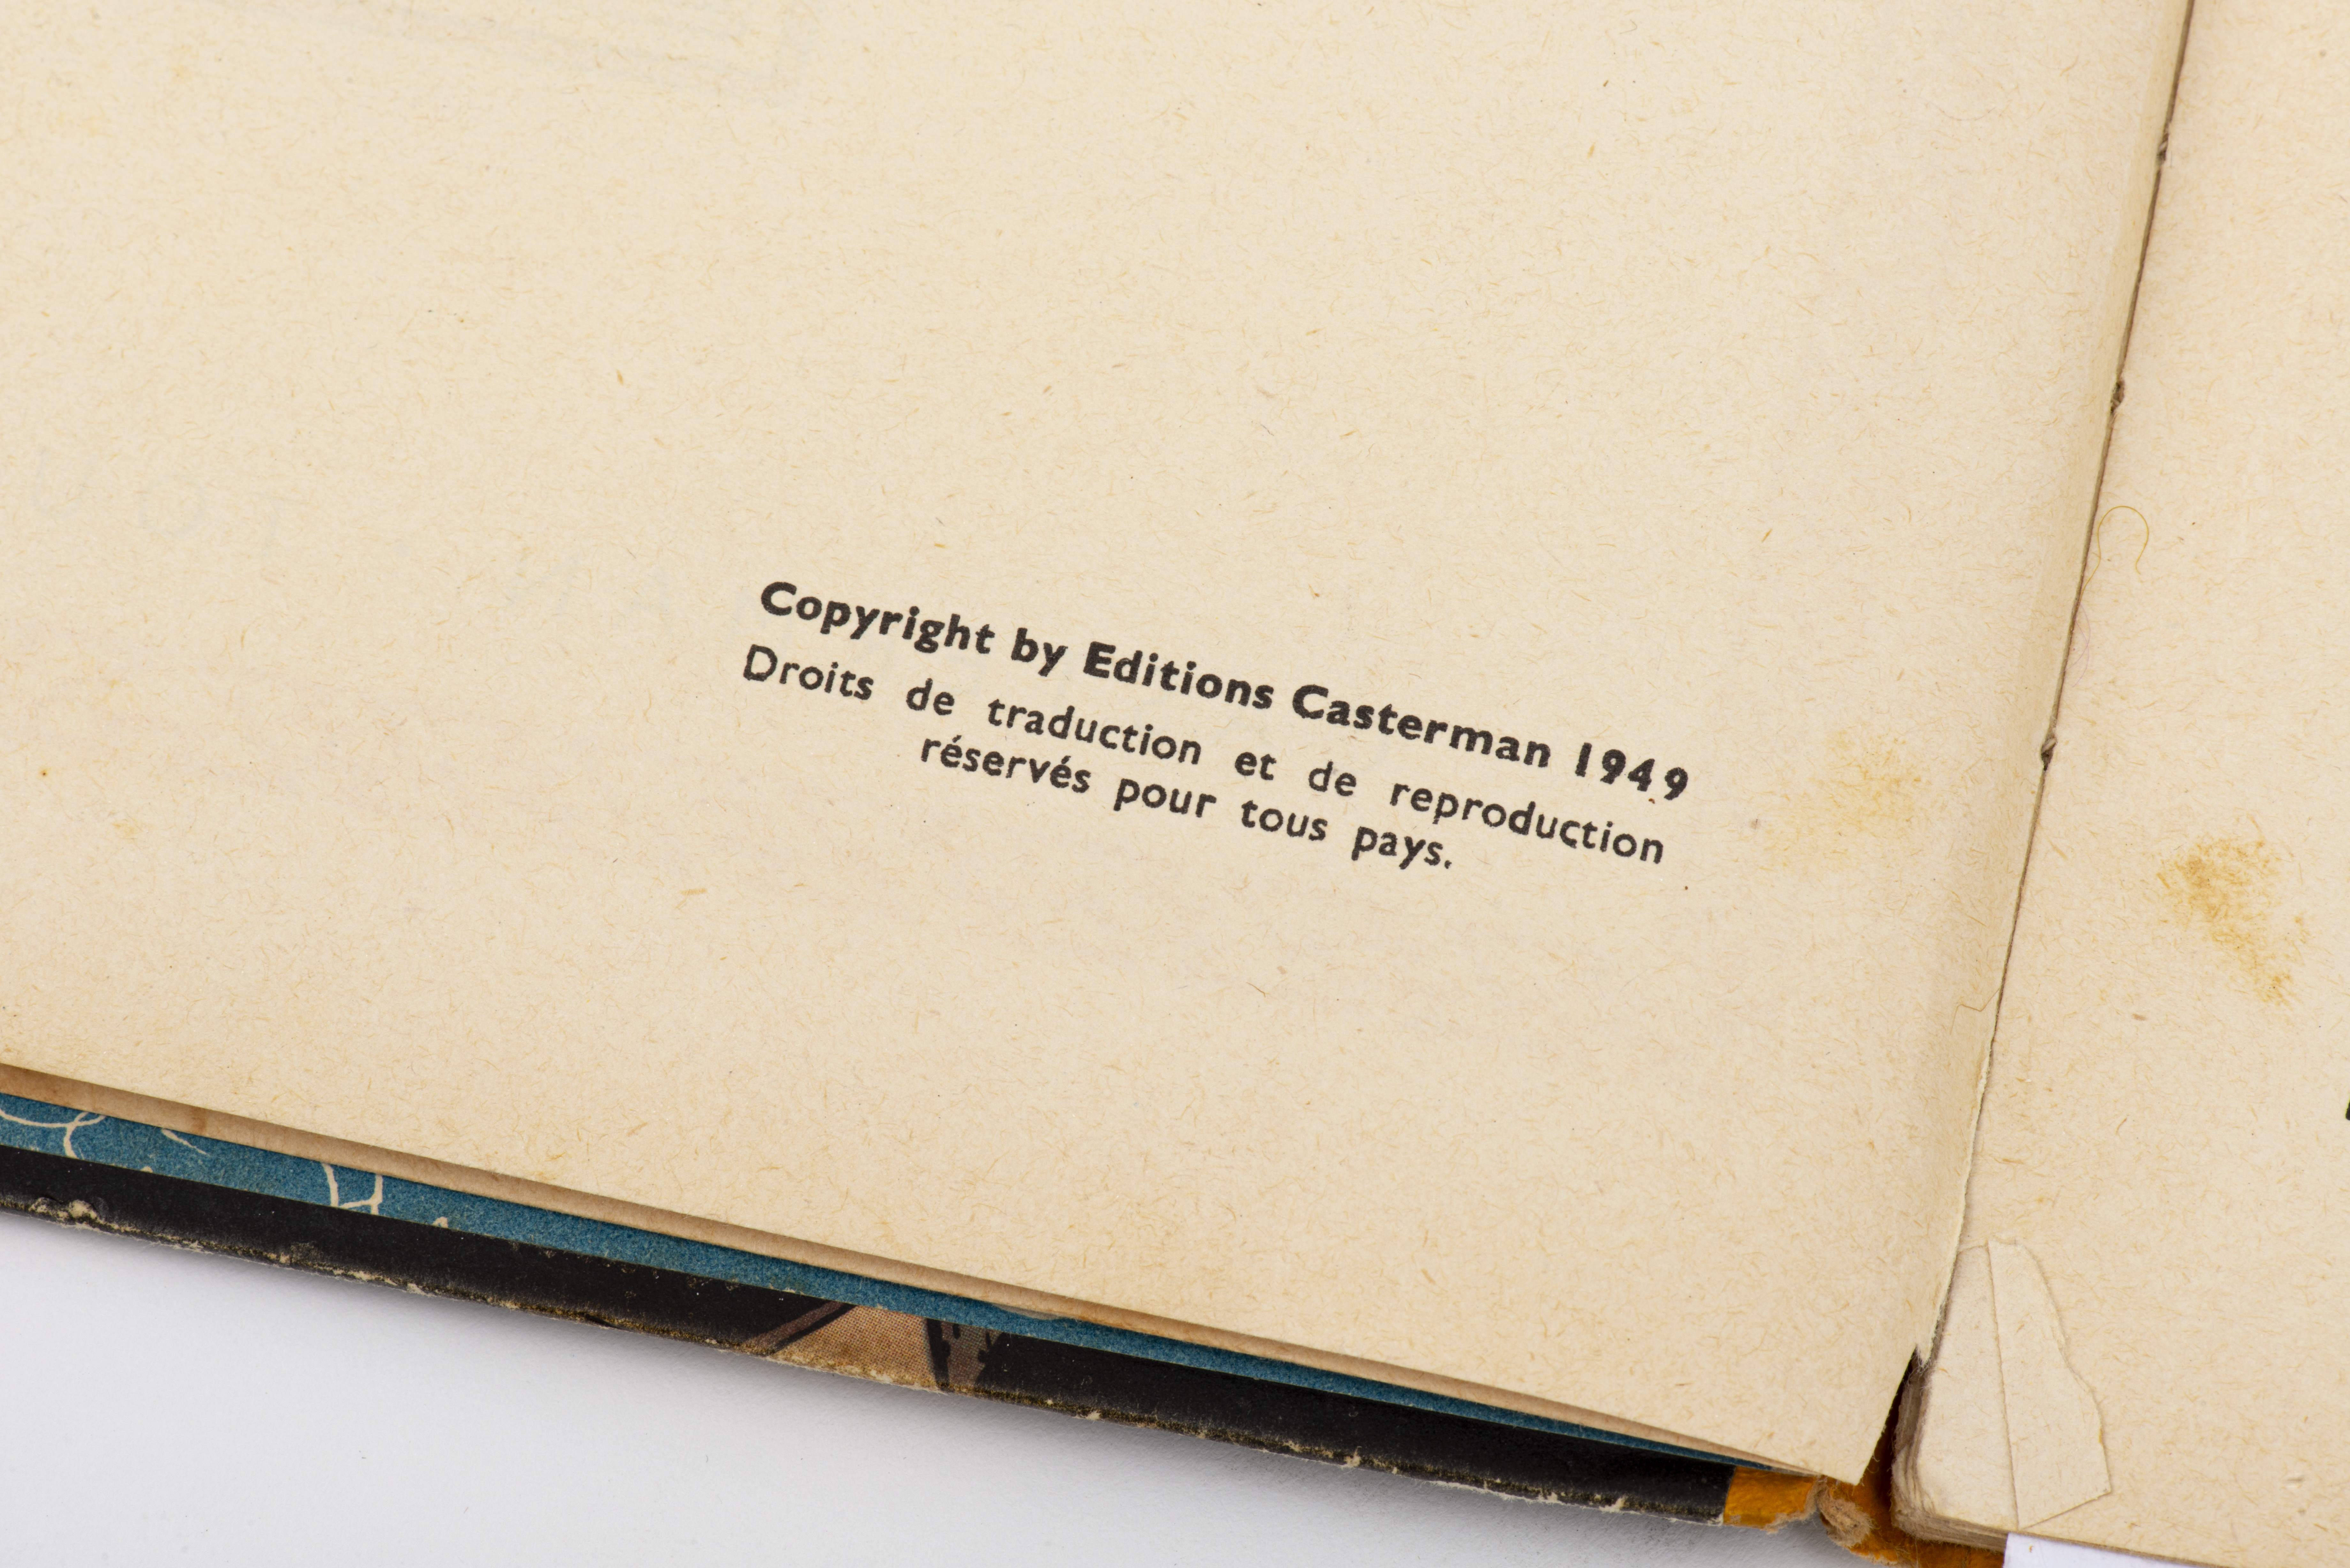 Copyright by Editions Casterman 1949
Droits de traduction et de reproduction
réservés pour tous pays.